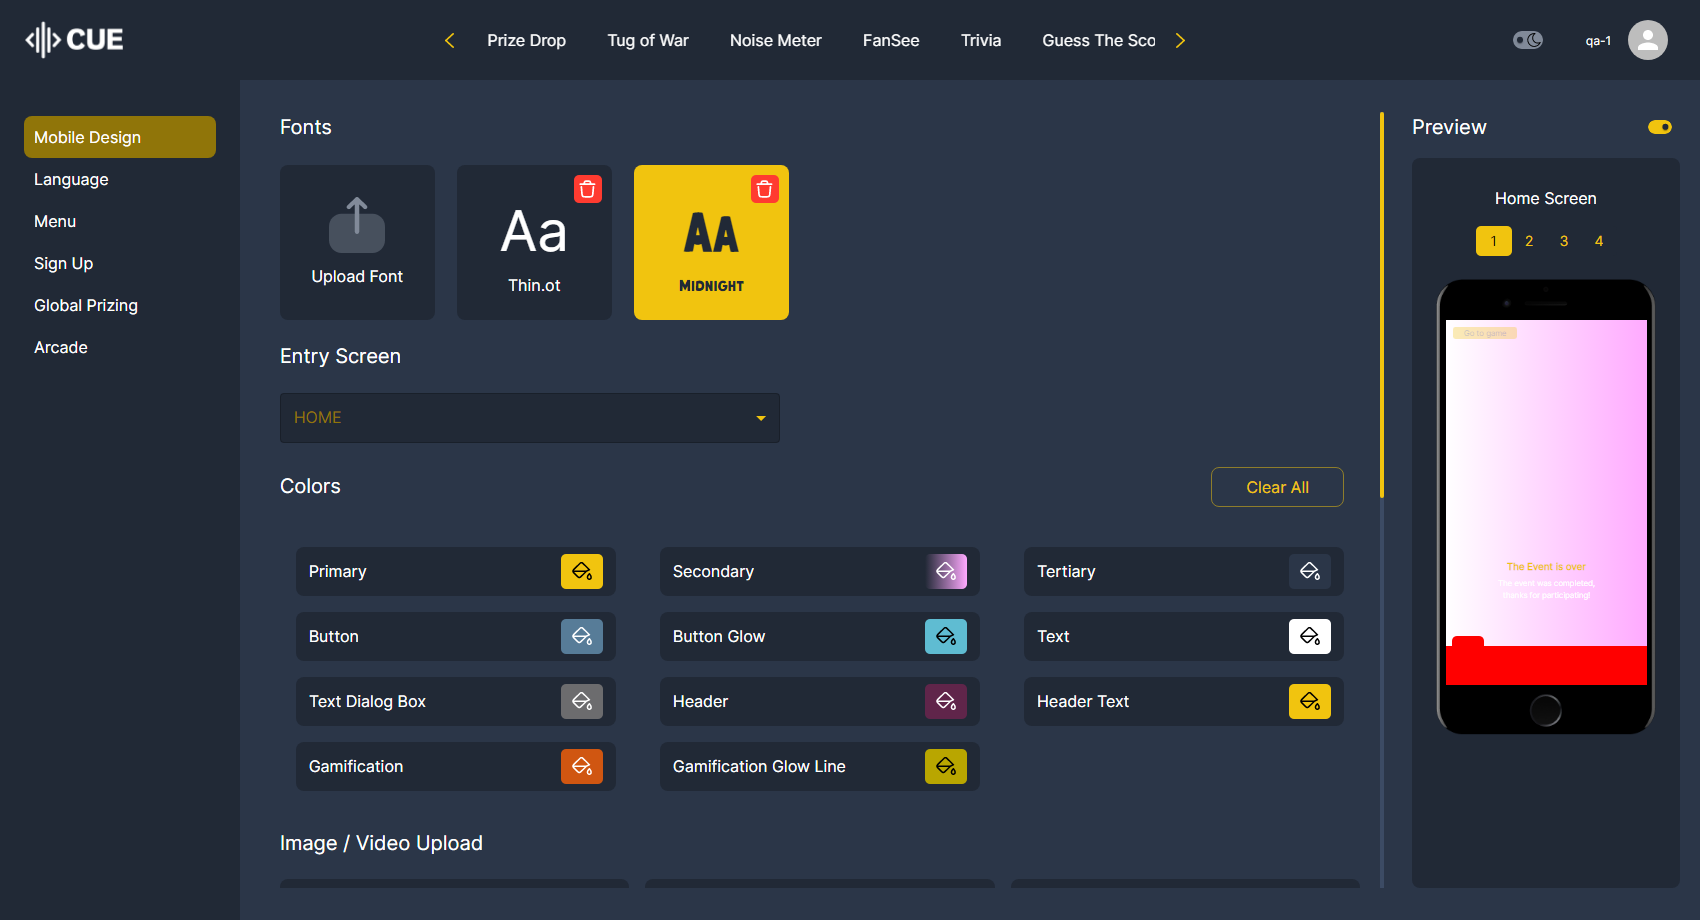 CUE
Prize Drop
Tug of War
Noise Meter
FanSee
Trivia
Guess The Sco
qa-1
Mobile Design
Language
Menu
Sign Up
Global Prizing
Arcade
Fonts
Upload Font
Aa
Thin.ot
AA
MIDNIGHT
Entry Screen
HOME
Colors
Clear All
Primary
Secondary
Tertiary
Button
Button Glow
Text
Text Dialog Box
Header
Header Text
Gamification
Gamification Glow Line
Image / Video Upload
Preview
Home Screen
1 2 3 4
Go to game
The Event is over
The event was completed,
thanks for participating!